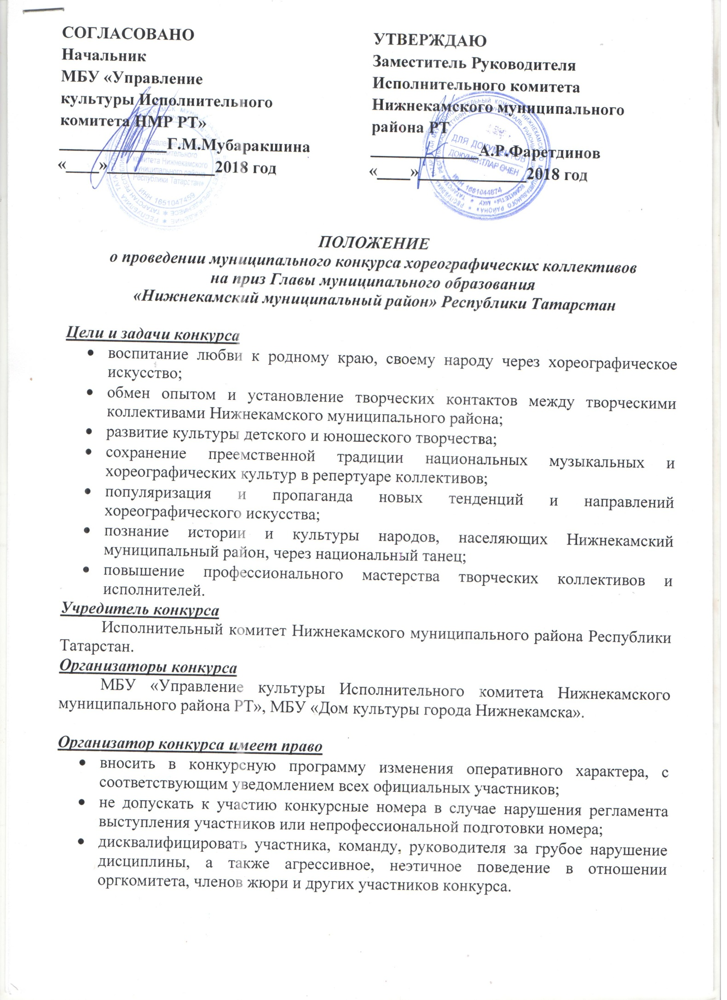 СОГЛАСОВАНО
Начальник
МБУ «Управление
культуры Исполнительного
комитета НМР РТ»
_____________Г.М.Мубаракшина
«____»_____________2018 год
УТВЕРЖДАЮ
Заместитель Руководителя
Исполнительного комитета
Нижнекамского муниципального
района РТ
_____________А.Р.Фаретдинов
«____»_____________2018 год
«Управление культуры
Исполнительного
комитета Нижнекамского
муниципального района
Республики Татарстан»
ИНН 1651047459
ДЛЯ ДОКУМЕНТОВ
ДОКУМЕНТЛАР ӨЧЕН
ИНН 1651044874
ПОЛОЖЕНИЕ
о проведении муниципального конкурса хореографических коллективов
на приз Главы муниципального образования
«Нижнекамский муниципальный район» Республики Татарстан
Цели и задачи конкурса
• воспитание любви к родному краю, своему народу через хореографическое
искусство;
• обмен опытом и установление творческих контактов между творческими
коллективами Нижнекамского муниципального района;
• развитие культуры детского и юношеского творчества;
• сохранение преемственной традиции национальных музыкальных и
хореографических культур в репертуаре коллективов;
• популяризация и пропаганда новых тенденций и направлений
хореографического искусства;
• познание истории и культуры народов, населяющих Нижнекамский
муниципальный район, через национальный танец;
• повышение профессионального мастерства творческих коллективов и
исполнителей.
Учредитель конкурса
Исполнительный комитет Нижнекамского муниципального района Республики
Татарстан.
Организаторы конкурса
МБУ «Управление культуры Исполнительного комитета Нижнекамского
муниципального района РТ», МБУ «Дом культуры города Нижнекамска».
Организатор конкурса имеет право
• вносить в конкурсную программу изменения оперативного характера, с
соответствующим уведомлением всех официальных участников;
• не допускать к участию конкурсные номера в случае нарушения регламента
выступления участников или непрофессиональной подготовки номера;
• дисквалифицировать участника, команду, руководителя за грубое нарушение
дисциплины, а также агрессивное, неэтичное поведение в отношении
оргкомитета, членов жюри и других участников конкурса.